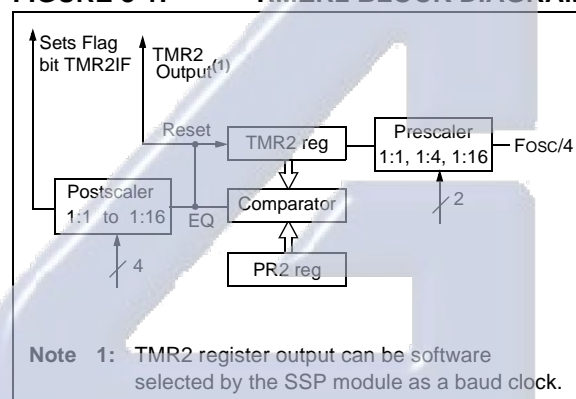 Sets Flag
bit TMR2IF
TMR2
Output(1)
Reset
TMR2 reg
Prescaler
1:1, 1:4, 1:16
FOSC/4
2
Postscaler
1:1 to 1:16
EQ
Comparator
4
PR2 reg
Note 1: TMR2 register output can be software
selected by the SSP module as a baud clock.